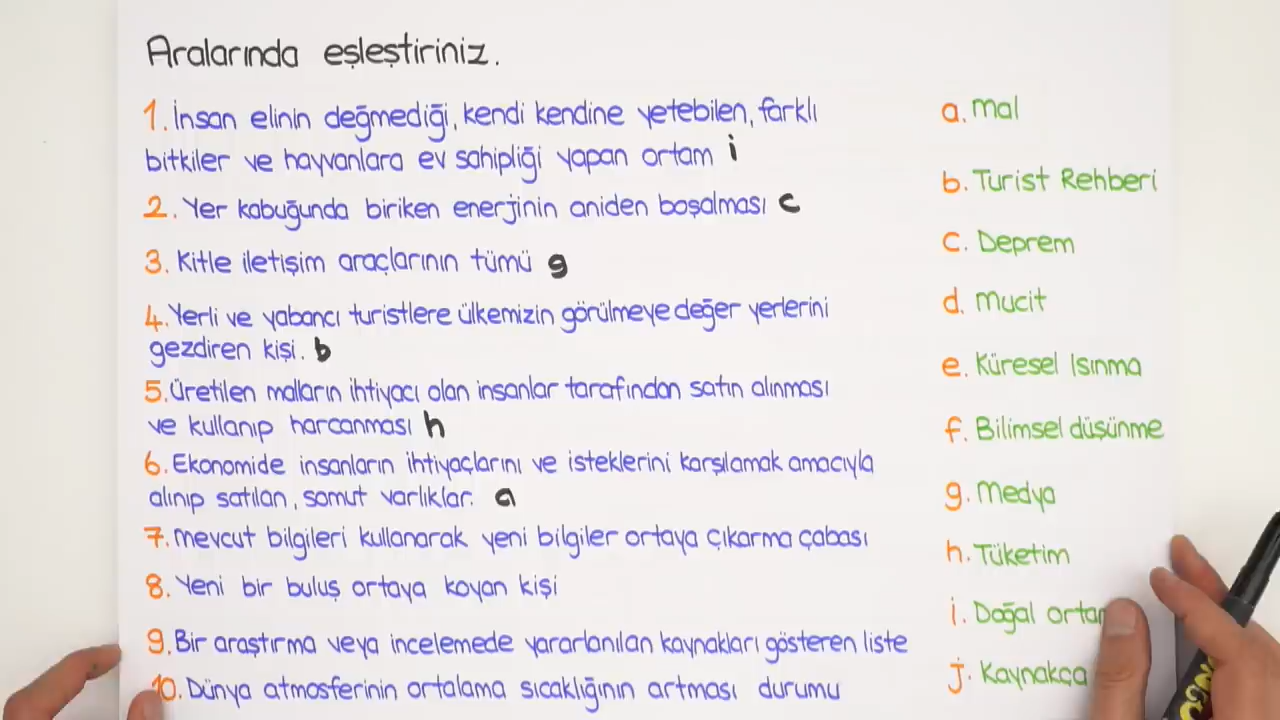 Aralarında eşleştiriniz.
1. İnsan elinin değmediği, kendi kendine yetebilen, farklı
bitkiler ve hayvanlara ev sahipliği yapan ortam i
2. Yer kabuğunda biriken enerjinin aniden boşalması c
3. Kitle iletişim araçlarının tümü g
4. Yerli ve yabancı turistlere ülkemizin görülmeye değer yerlerini
gezdiren kişi. b
5. Üretilen malların ihtiyacı olan insanlar tarafından satın alınması
ve kullanıp harcanması h
6. Ekonomide insanların ihtiyaçlarını ve isteklerini karşılamak amacıyla
alınıp satılan, somut varlıklar. a
7. Mevcut bilgileri kullanarak yeni bilgiler ortaya çıkarma çabası
8. Yeni bir buluş ortaya koyan kişi
9. Bir araştırma veya incelemede yararlanılan kaynakları gösteren liste
10. Dünya atmosferinin ortalama sıcaklığının artması durumu
a. mal
b. Turist Rehberi
c. Deprem
d. Mucit
e. Küresel Isınma
f. Bilimsel düşünme
g. Medya
h. Tüketim
i. Doğal
j. Kaynakça